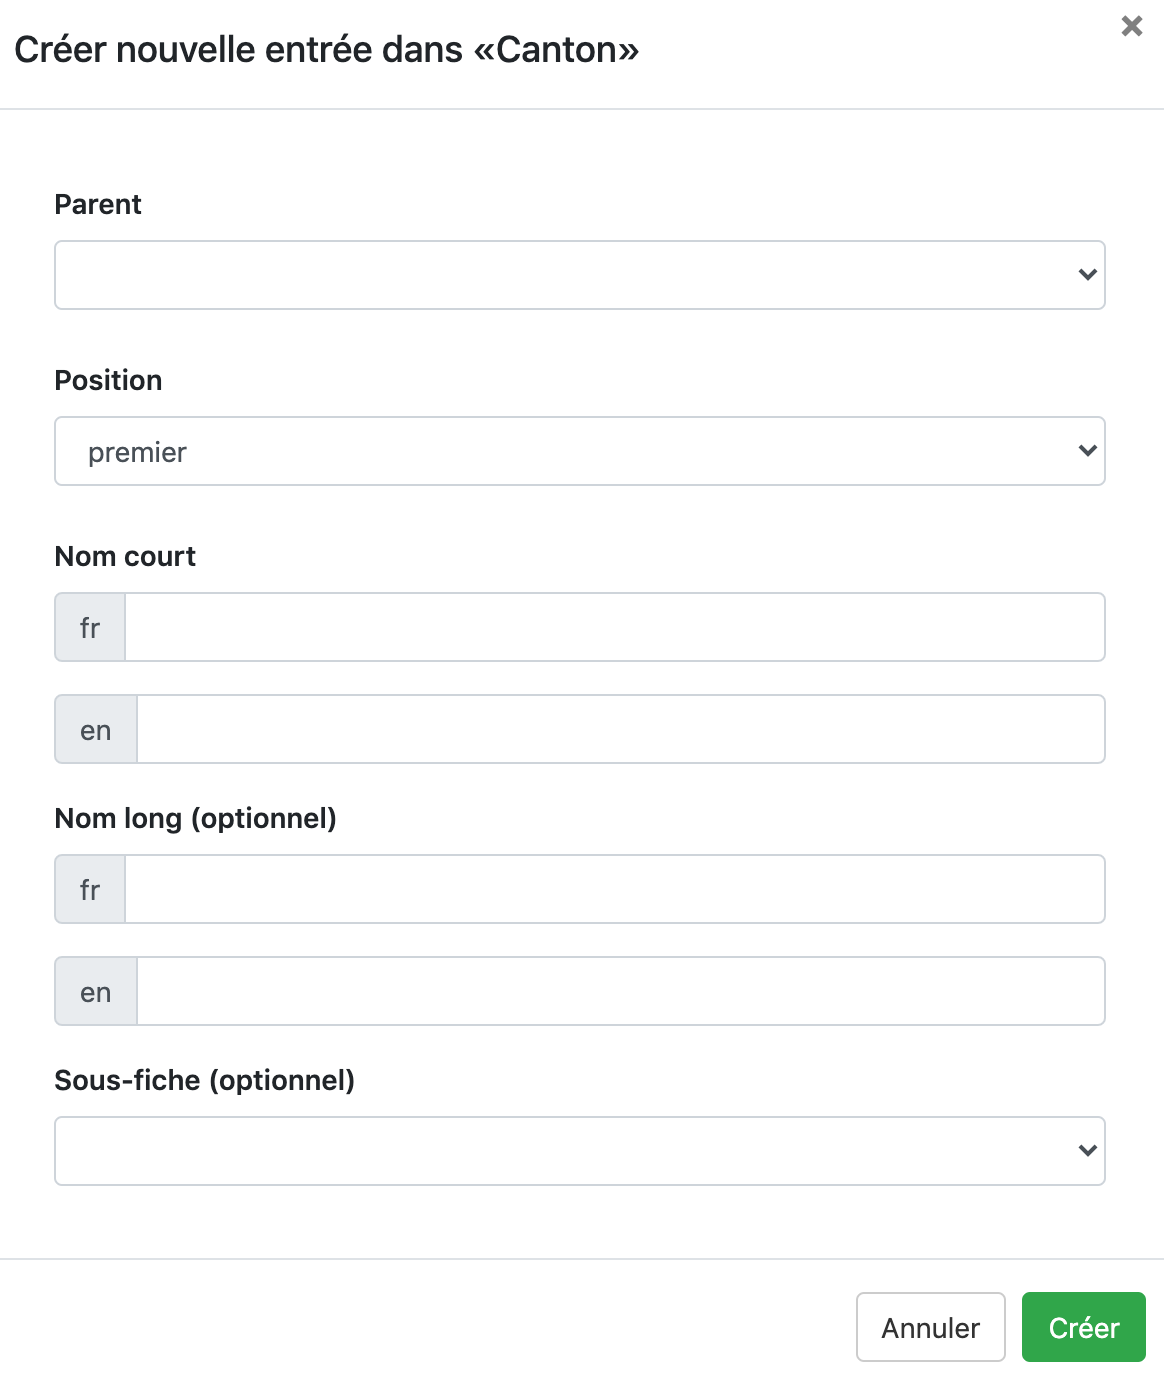 Créer nouvelle entrée dans «Canton»
Parent
Position
premier
Nom court
fr
en
Nom long (optionnel)
fr
en
Sous-fiche (optionnel)
Annuler
Créer